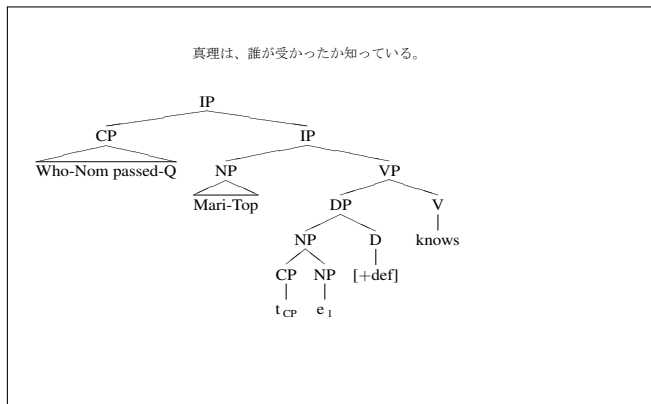 真理は、誰が受かったか知っている。
IP
CP IP
Who-Nom passed-Q NP VP
Mari-Top DP V
NP D knows
CP NP [+def]
t CP e 1